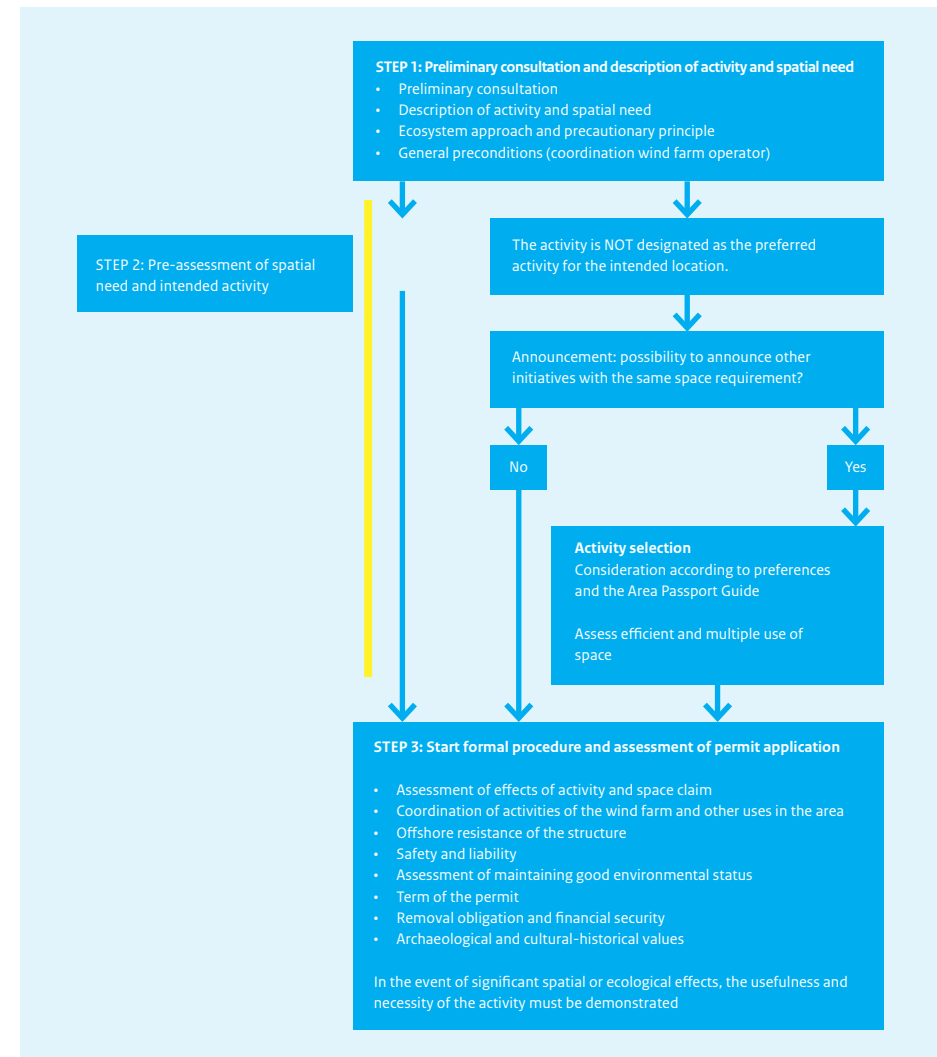 STEP 1: Preliminary consultation and description of activity and spatial need
• Preliminary consultation
• Description of activity and spatial need
• Ecosystem approach and precautionary principle
• General preconditions (coordination wind farm operator)
STEP 2: Pre-assessment of spatial
need and intended activity
The activity is NOT designated as the preferred
activity for the intended location.
Announcement: possibility to announce other
initiatives with the same space requirement?
No
Yes
Activity selection
Consideration according to preferences
and the Area Passport Guide
Assess efficient and multiple use of
space
STEP 3: Start formal procedure and assessment of permit application
• Assessment of effects of activity and space claim
• Coordination of activities of the wind farm and other uses in the area
• Offshore resistance of the structure
• Safety and liability
• Assessment of maintaining good environmental status
• Term of the permit
• Removal obligation and financial security
• Archaeological and cultural-historical values
In the event of significant spatial or ecological effects, the usefulness and
necessity of the activity must be demonstrated